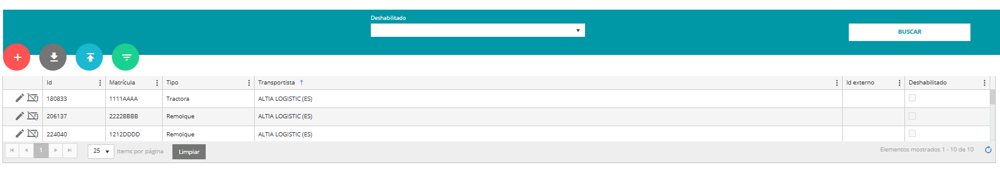 Deshabilitado
BUSCAR
Id Matrícula Tipo Transportista ↑ Id externo Deshabilitado
180833 1111AAAA Tractora ALTIA LOGISTIC (ES)
206137 2222BBBB Remolque ALTIA LOGISTIC (ES)
224040 1212DDDD Remolque ALTIA LOGISTIC (ES)
1 25 Items por página Limpiar Elementos mostrados 1 - 10 de 10